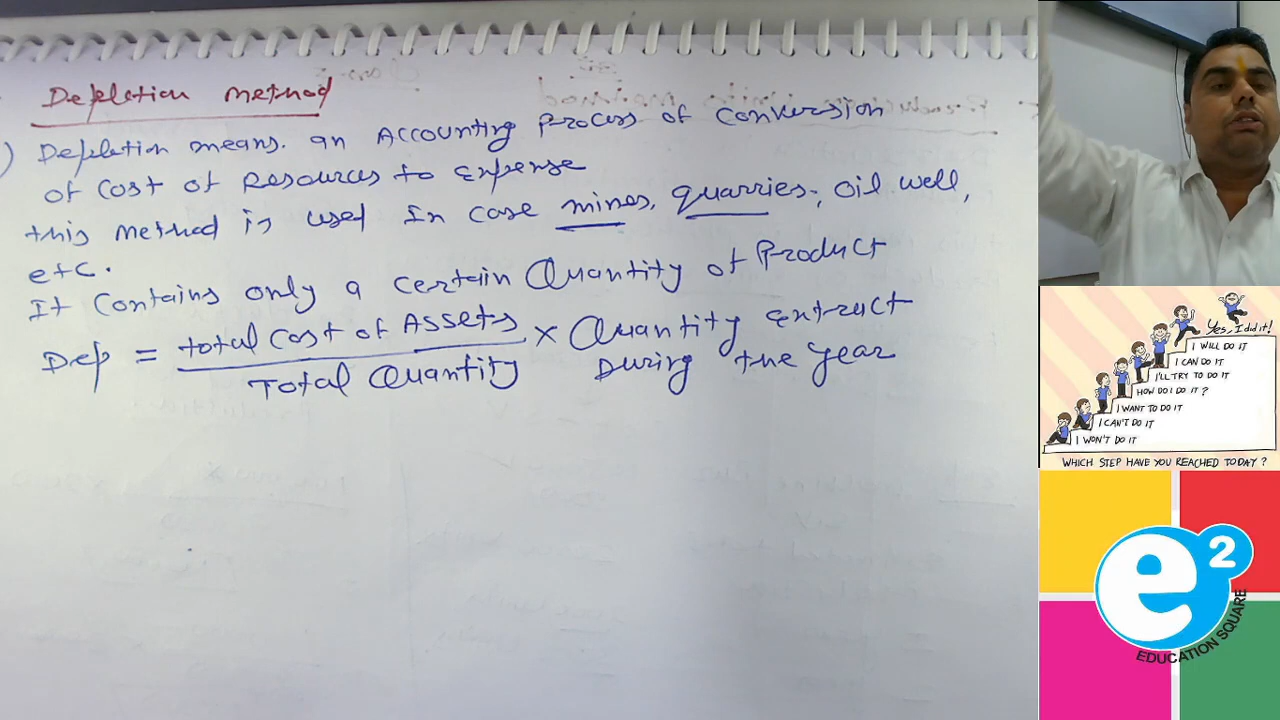 Depletion method
) Depletion means. an Accounting Process of conversion
of cost of Resources to Expense
this method is used In case mines, quarries, oil well,
etc.
It contains only a certain Quantity of Product
Dep = total cost of Assets × Quantity extract
Total Quantity During the year
Yes, I did it!
I WILL DO IT
I CAN DO IT
I'LL TRY TO DO IT
HOW DO I DO IT ?
I WANT TO DO IT
I CAN'T DO IT
I WON'T DO IT
WHICH STEP HAVE YOU REACHED TODAY ?
e2
EDUCATION SQUARE